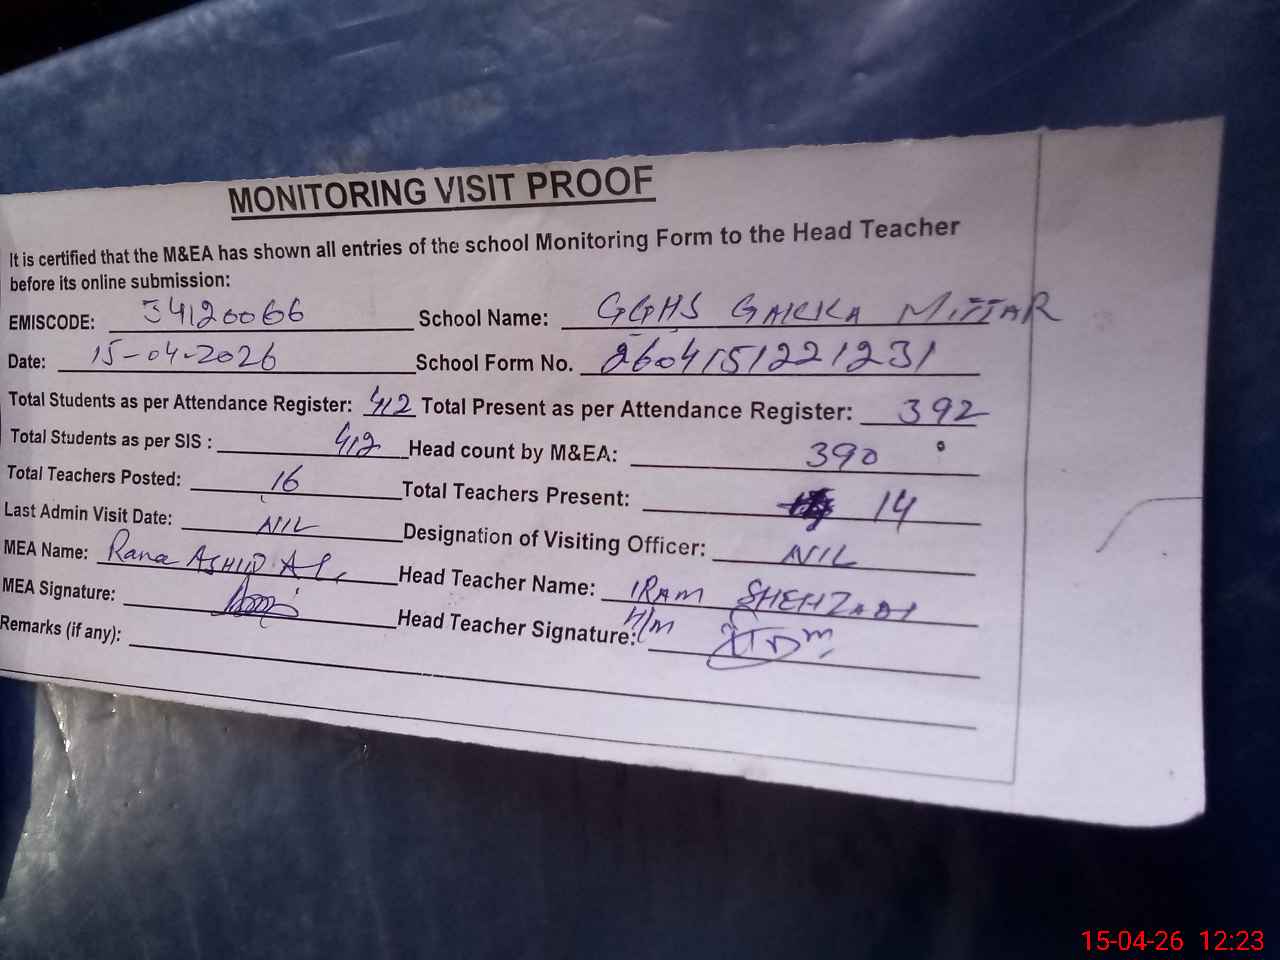 MONITORING VISIT PROOF
It is certified that the M&EA has shown all entries of the school Monitoring Form to the Head Teacher
before its online submission:
EMISCODE: 34120066 School Name: GGHS GAKKA MITTAR
Date: 15-04-2026 School Form No. 2604151221231
Total Students as per Attendance Register: 412 Total Present as per Attendance Register: 392
Total Students as per SIS : 412 Head count by M&EA: 390
Total Teachers Posted: 16 Total Teachers Present: 14
Last Admin Visit Date: NIL Designation of Visiting Officer: NIL
MEA Name: Rana Head Teacher Name: IRAM SHEHZADI
MEA Signature: Head Teacher Signature: H/M
Remarks (if any):
15-04-26 12:23